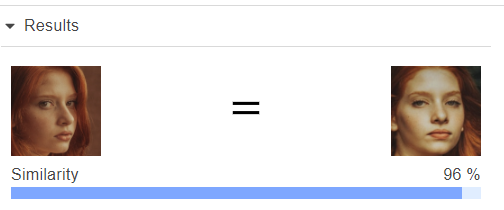 Results
=
Similarity 96 %